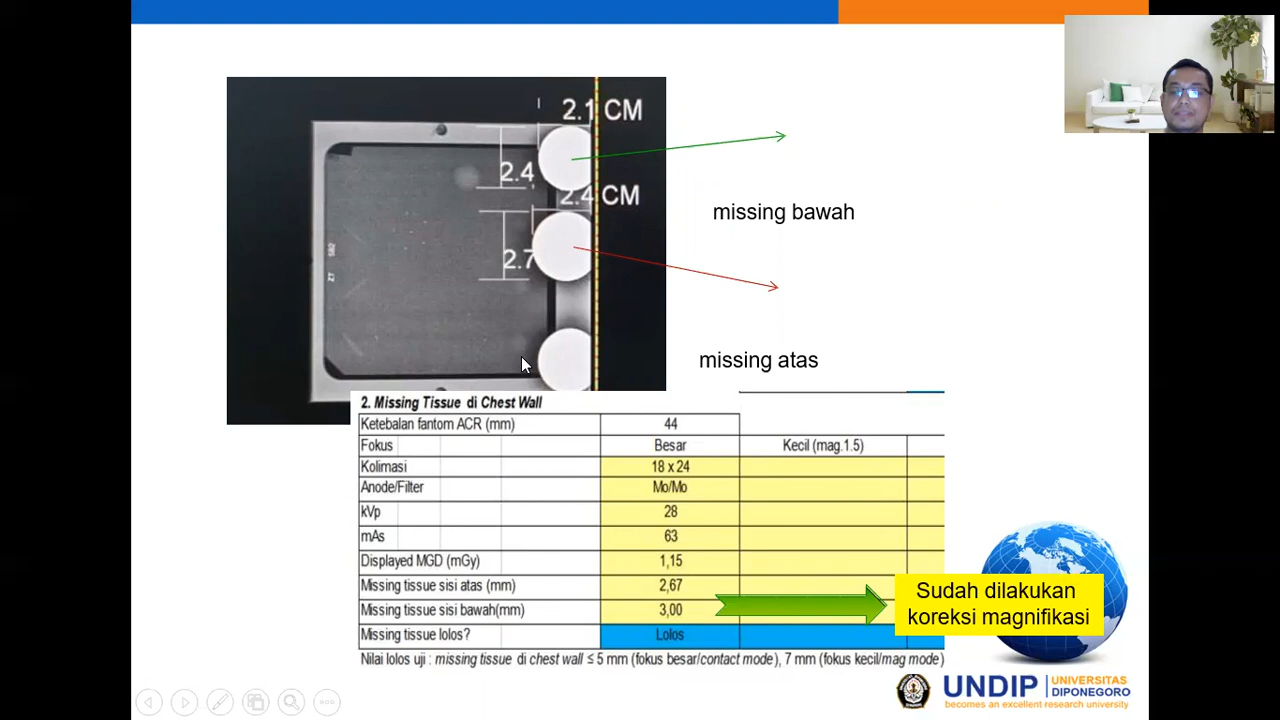 2.1 CM
2.4
2.4 CM
2.7
missing bawah
missing atas
2. Missing Tissue di Chest Wall
Ketebalan fantom ACR (mm) 44
Fokus Besar Kecil (mag.1.5)
Kolimasi 18 x 24
Anode/Filter Mo/Mo
kVp 28
mAs 63
Displayed MGD (mGy) 1,15
Missing tissue sisi atas (mm) 2,67
Missing tissue sisi bawah(mm) 3,00
Missing tissue lolos? Lolos
Nilai lolos uji : missing tissue di chest wall ≤ 5 mm (fokus besar/contact mode), 7 mm (fokus kecil/mag mode)
Sudah dilakukan
koreksi magnifikasi
UNDIP UNIVERSITAS
DIPONEGORO
becomes an excellent research university